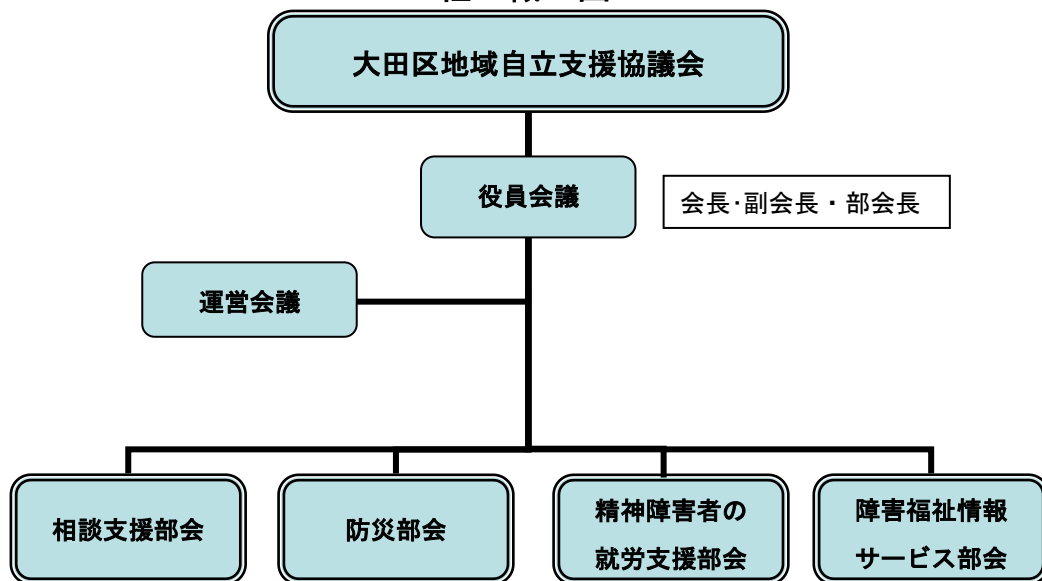 大田区地域自立支援協議会
役員会議
会長･副会長・部会長
運営会議
相談支援部会
防災部会
精神障害者の
就労支援部会
障害福祉情報
サービス部会